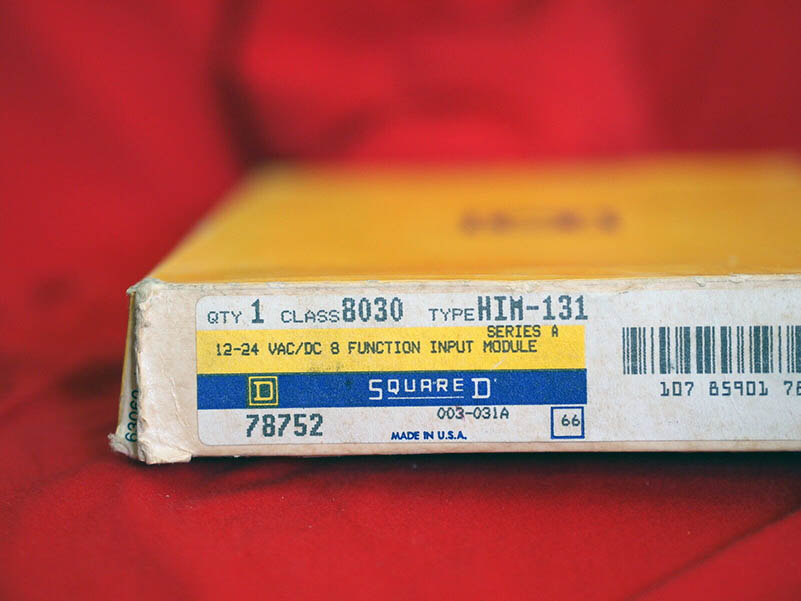 QTY 1 CLASS 8030 TYPE HIM-131
SERIES A
12-24 VAC/DC 8 FUNCTION INPUT MODULE
D SQUARE D
78752 003-031A 66
MADE IN U.S.A.
107 85901